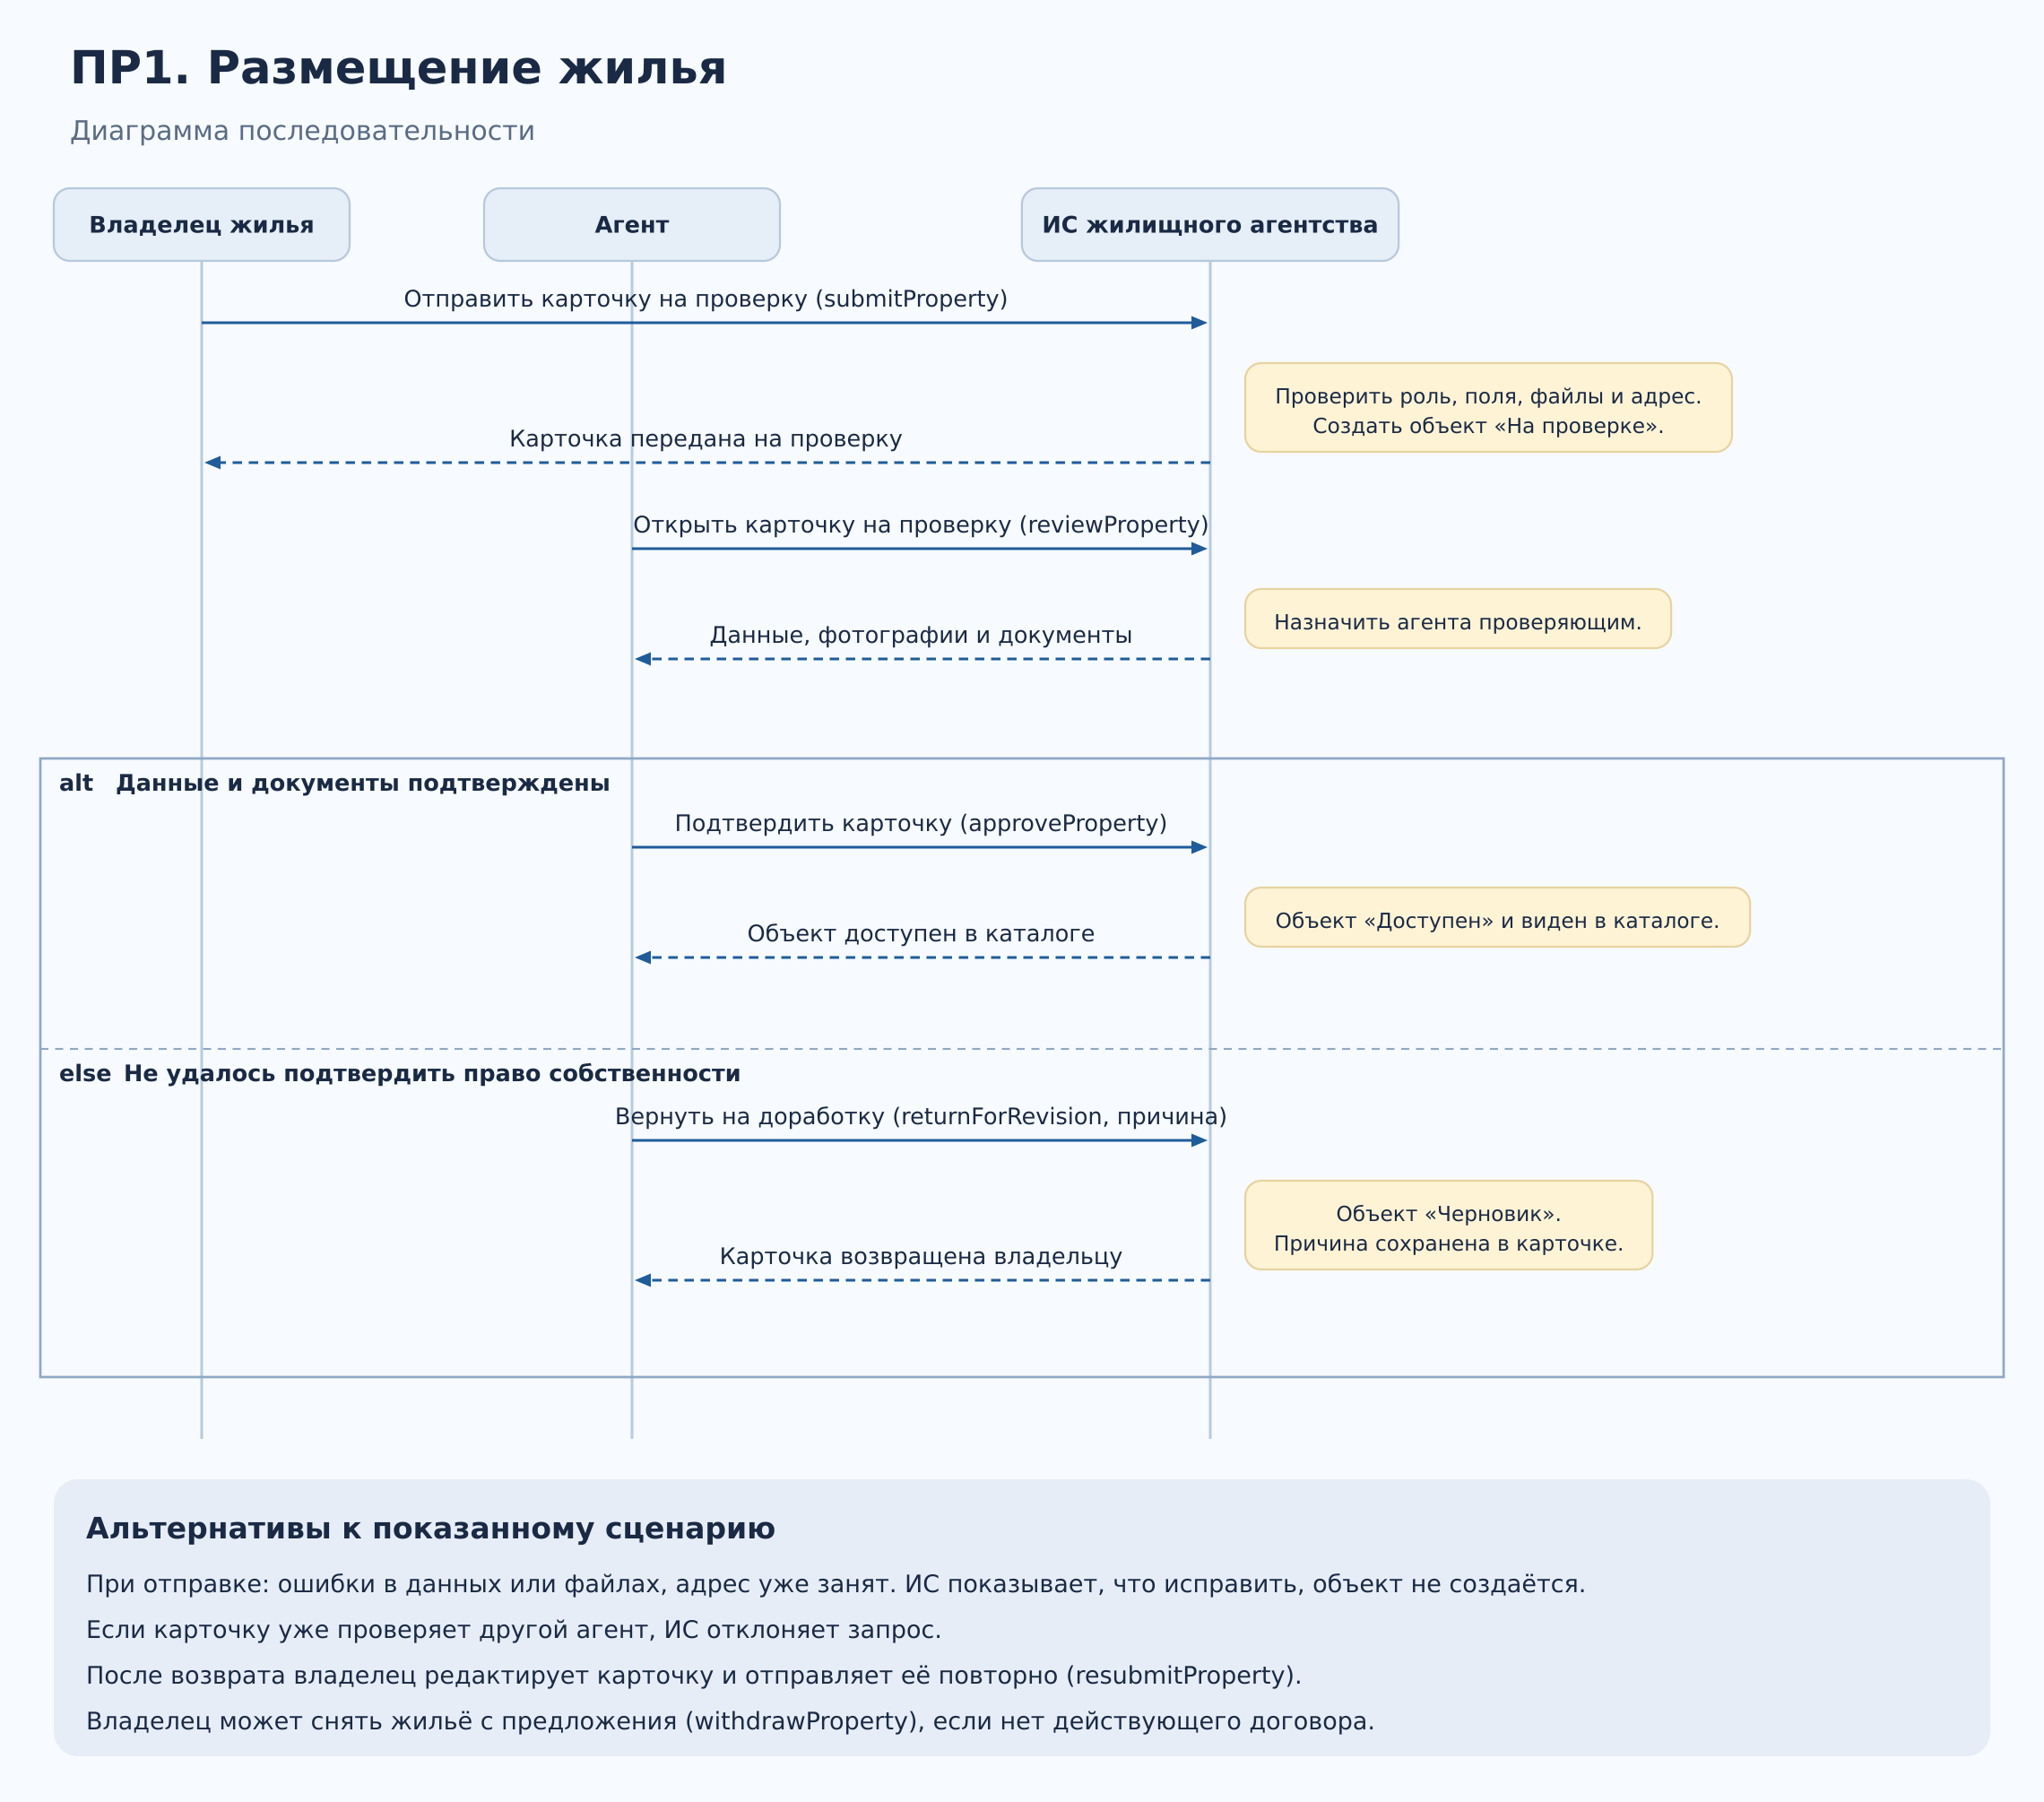 ПР1. Размещение жилья
Диаграмма последовательности
Владелец жилья
Агент
ИС жилищного агентства
Отправить карточку на проверку (submitProperty)
Проверить роль, поля, файлы и адрес.
Создать объект «На проверке».
Карточка передана на проверку
Открыть карточку на проверку (reviewProperty)
Назначить агента проверяющим.
Данные, фотографии и документы
alt Данные и документы подтверждены
Подтвердить карточку (approveProperty)
Объект «Доступен» и виден в каталоге.
Объект доступен в каталоге
else Не удалось подтвердить право собственности
Вернуть на доработку (returnForRevision, причина)
Объект «Черновик».
Причина сохранена в карточке.
Карточка возвращена владельцу
Альтернативы к показанному сценарию
При отправке: ошибки в данных или файлах, адрес уже занят. ИС показывает, что исправить, объект не создаётся.
Если карточку уже проверяет другой агент, ИС отклоняет запрос.
После возврата владелец редактирует карточку и отправляет её повторно (resubmitProperty).
Владелец может снять жильё с предложения (withdrawProperty), если нет действующего договора.